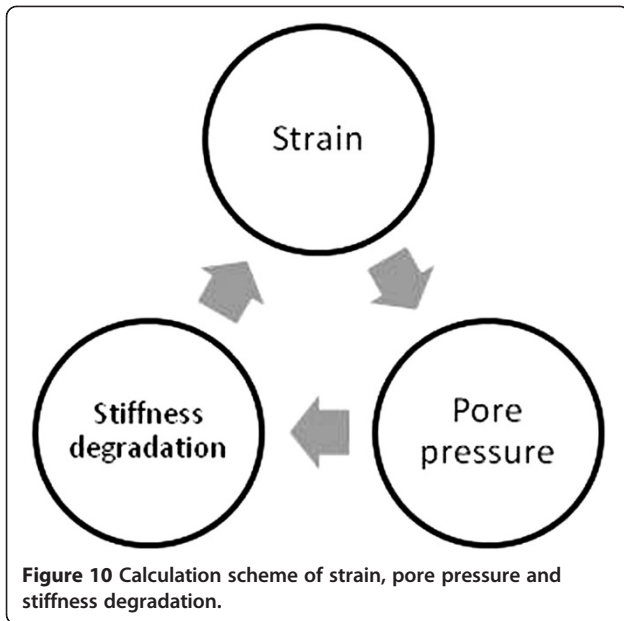 Strain
Stiffness
degradation
Pore
pressure
Figure 10 Calculation scheme of strain, pore pressure and
stiffness degradation.